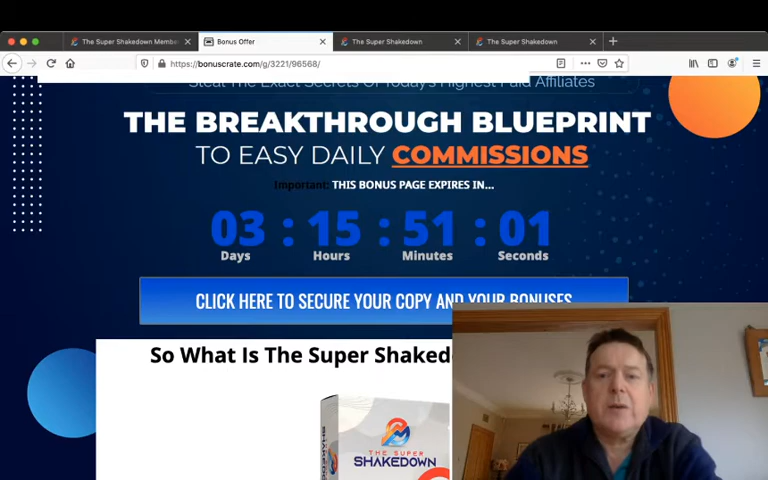 The Super Shakedown Membe
Bonus Offer
The Super Shakedown
The Super Shakedown
https://bonuscrate.com/g/3221/96568/
Steal The Exact Secrets Of Today's Highest Paid Affiliates
THE BREAKTHROUGH BLUEPRINT
TO EASY DAILY COMMISSIONS
Important: THIS BONUS PAGE EXPIRES IN...
03 : 15 : 51 : 01
Days Hours Minutes Seconds
CLICK HERE TO SECURE YOUR COPY AND YOUR BONUSES
So What Is The Super Shaked
THE SUPER
SHAKEDOWN